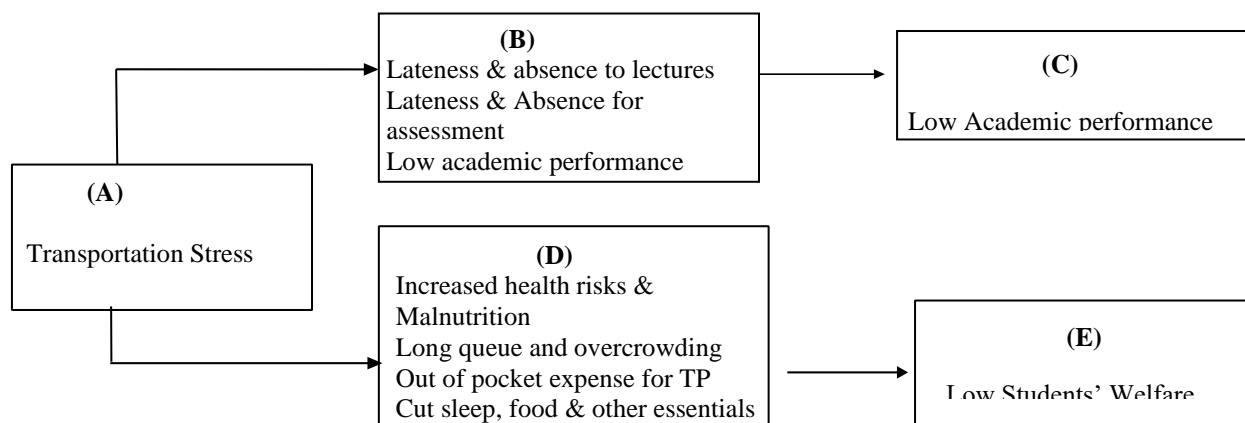 (B)
Lateness & absence to lectures
Lateness & Absence for
assessment
Low academic performance
(C)
Low Academic performance
(A)
Transportation Stress
(D)
Increased health risks &
Malnutrition
Long queue and overcrowding
Out of pocket expense for TP
Cut sleep, food & other essentials
(E)
Low Students’ Welfare